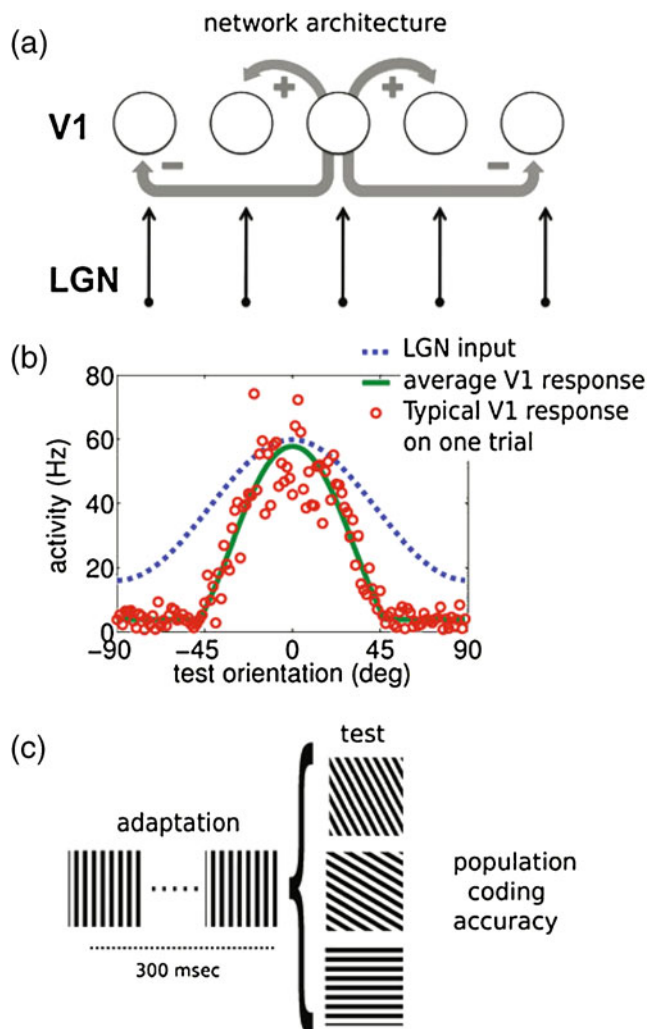 (a)
network architecture
+ +
V1
− −
LGN
(b)
LGN input
average V1 response
Typical V1 response
on one trial
80
60
40
20
0
activity (Hz)
−90 −45 0 45 90
test orientation (deg)
(c)
test
adaptation
300 msec
population
coding
accuracy